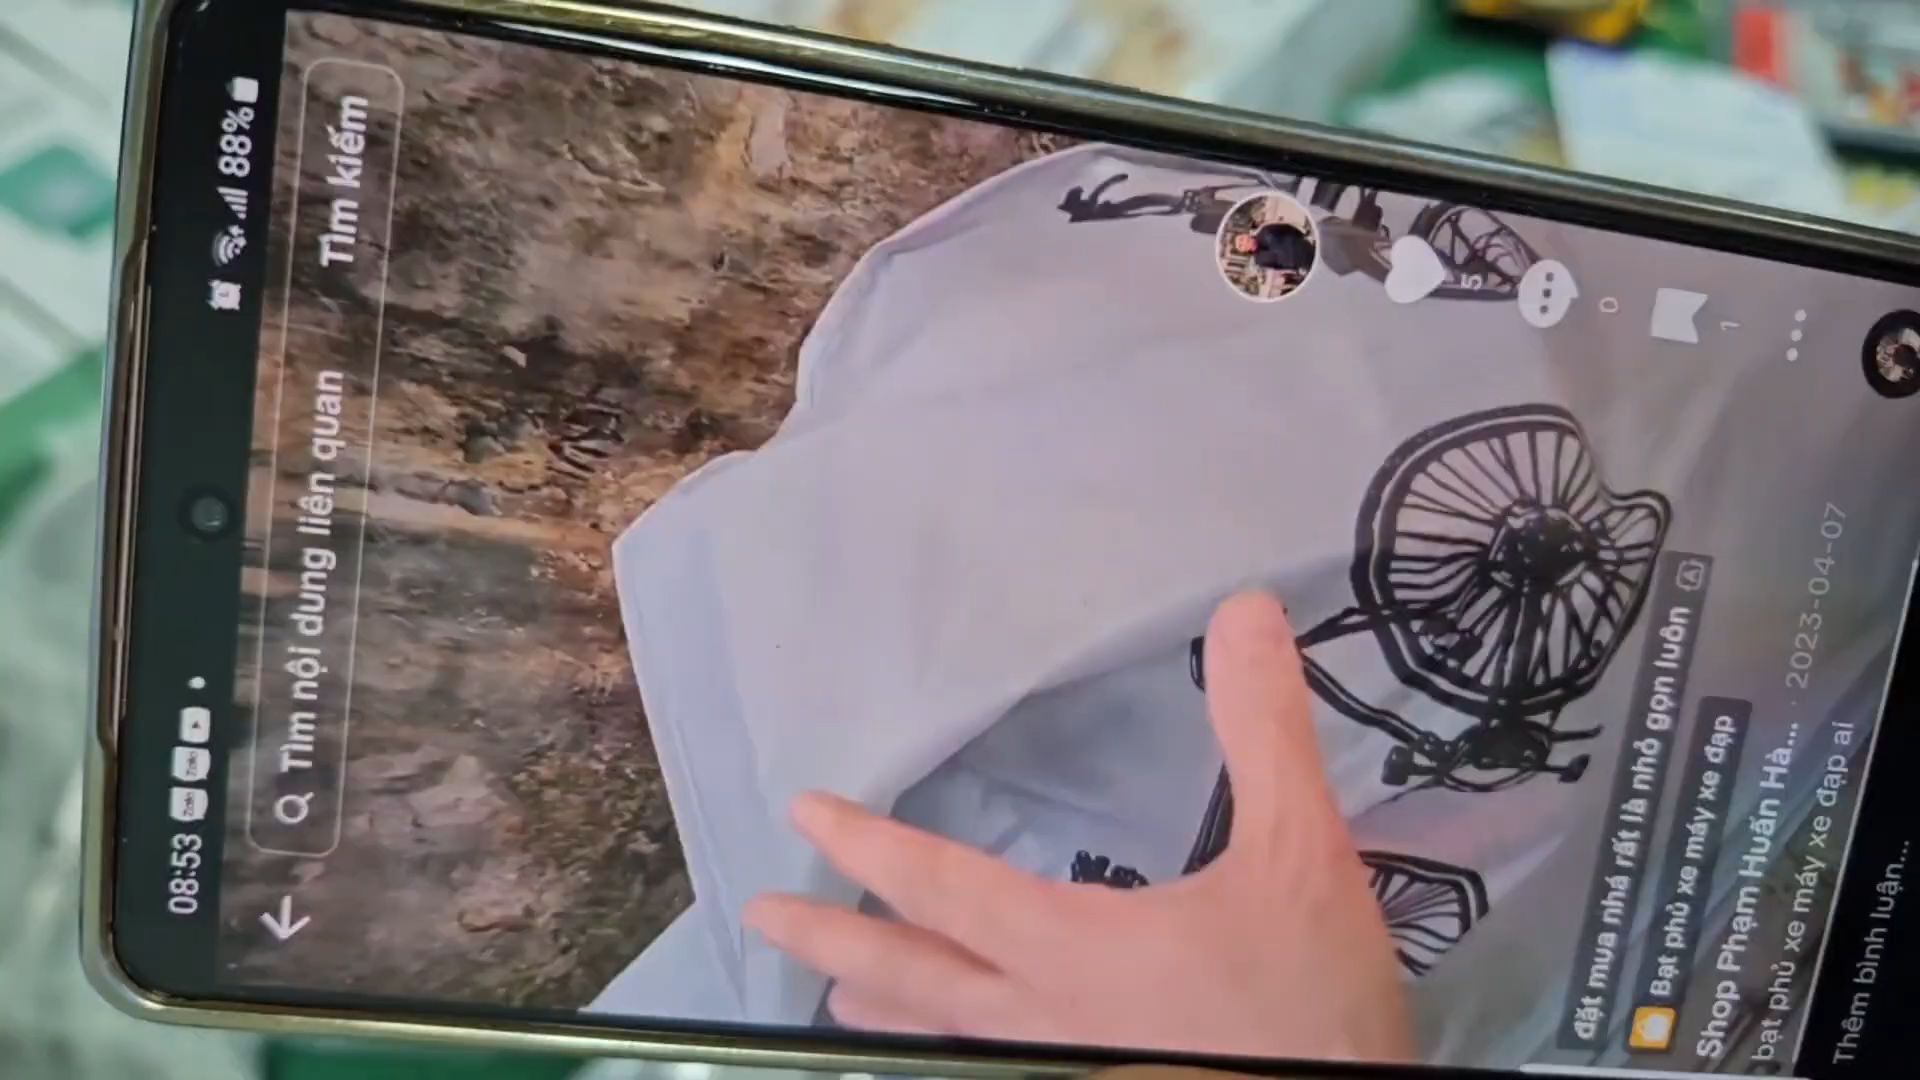 08:53 Zalo Zalo 88%
Tìm nội dung liên quan Tìm kiếm
5
0
1
đặt mua nhá rất là nhỏ gọn luôn
Bạt phủ xe máy xe đạp
Shop Phạm Huấn Hà... · 2023-04-07
bạt phủ xe máy xe đạp ai
Thêm bình luận...